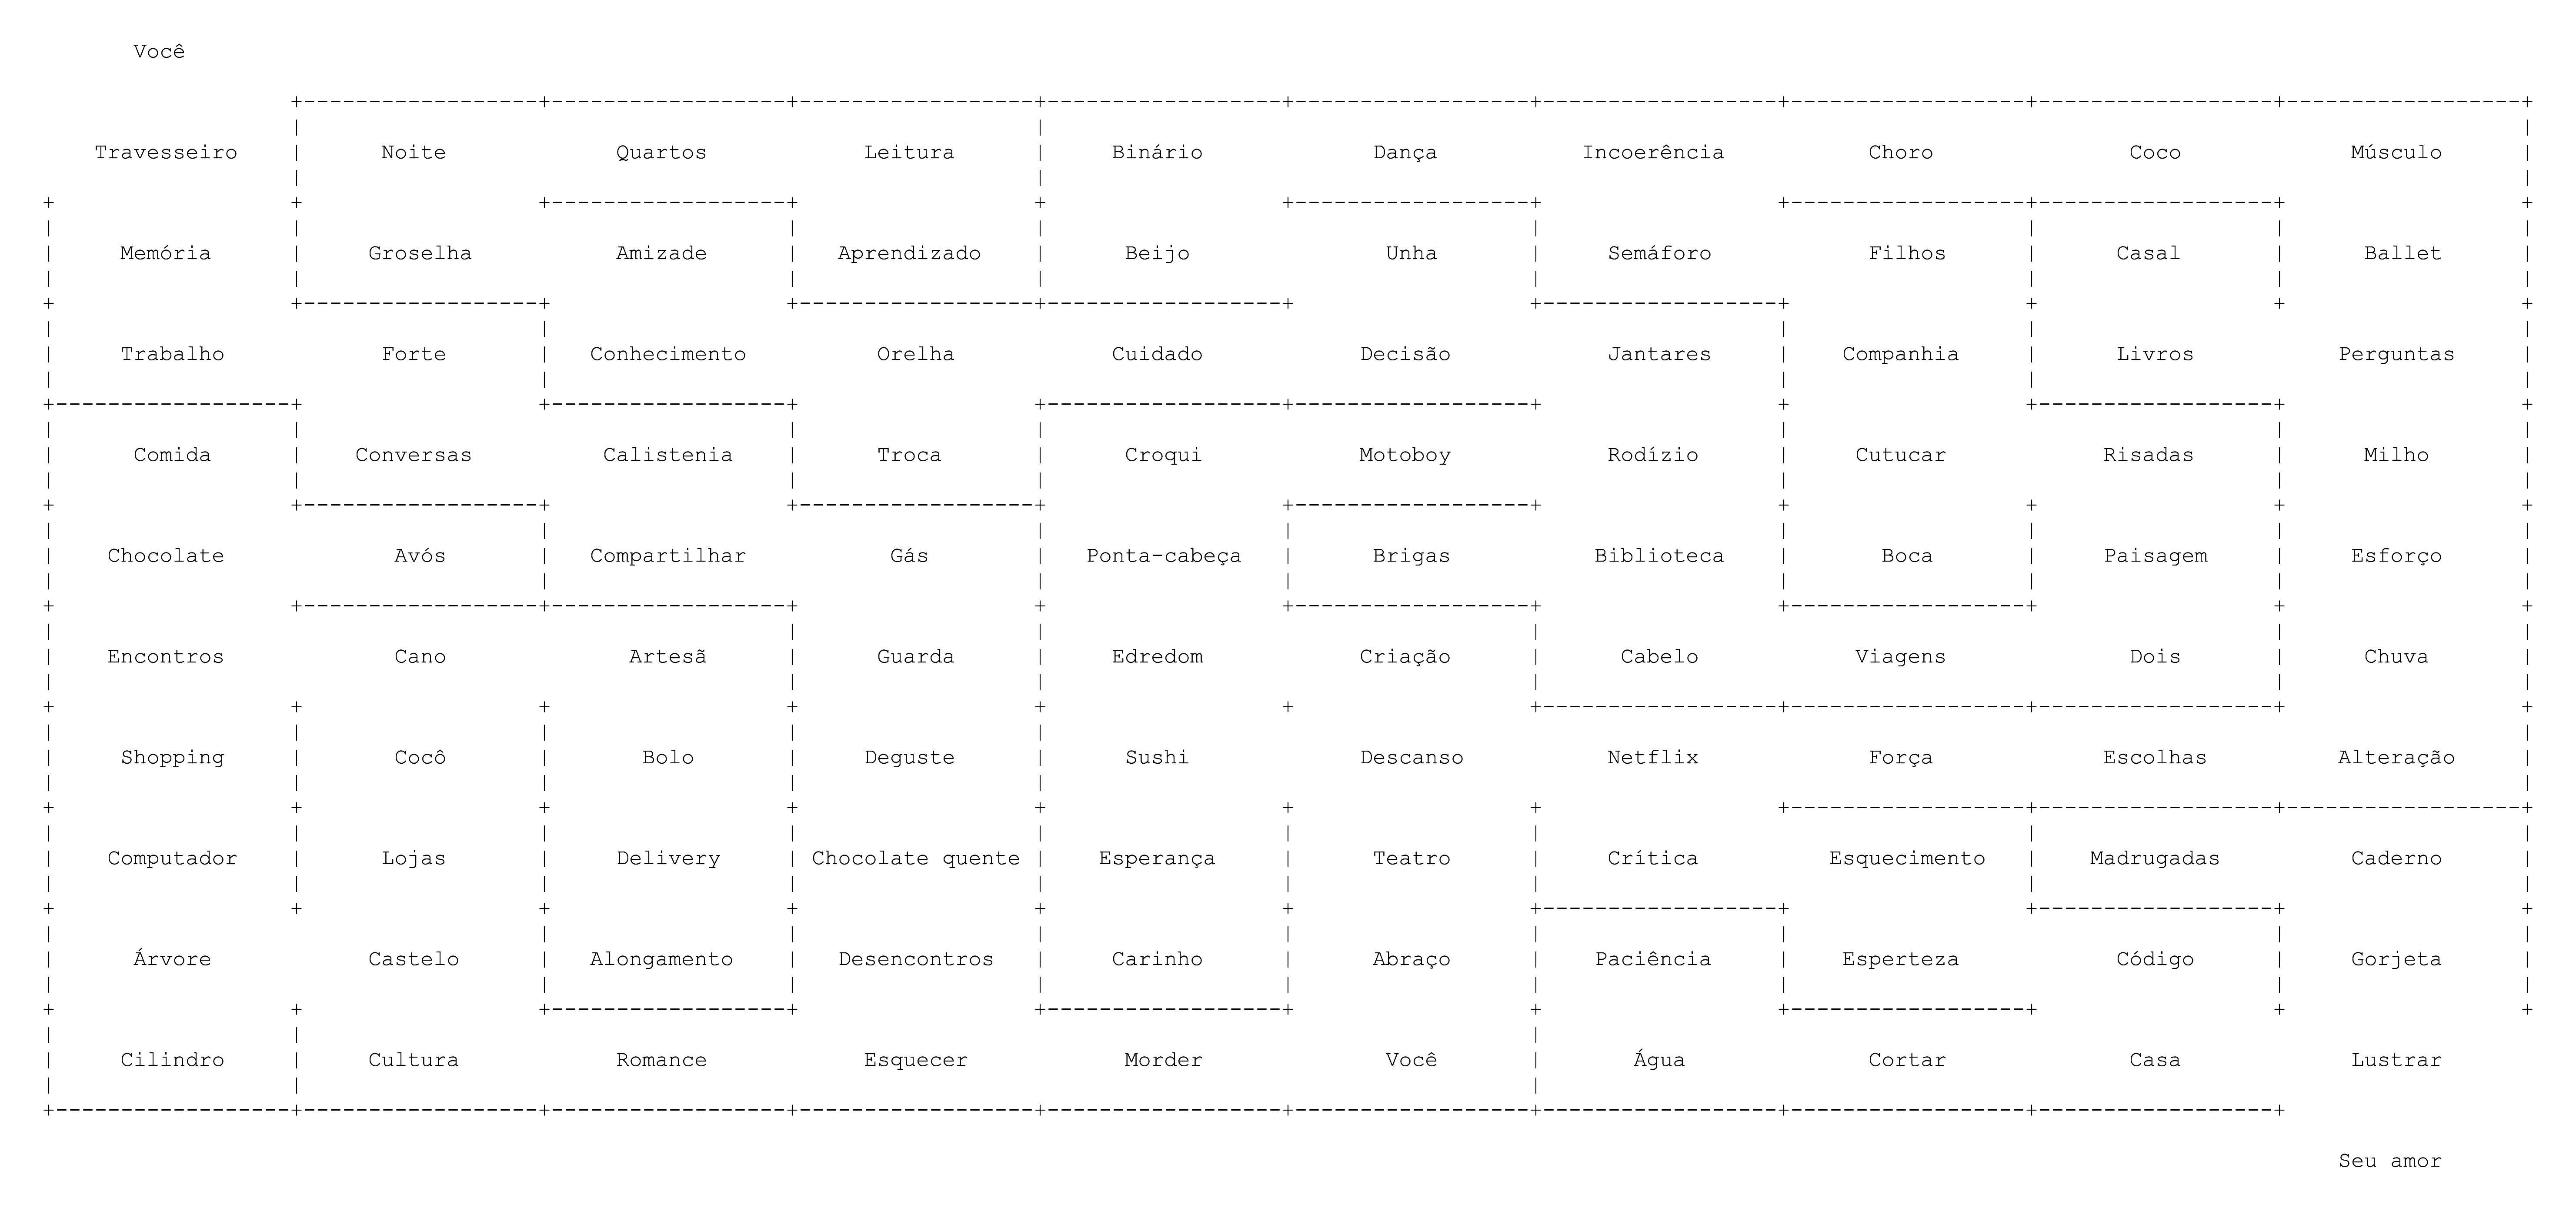 Você
Travesseiro Noite Quartos Leitura Binário Dança Incoerência Choro Coco Músculo
Memória Groselha Amizade Aprendizado Beijo Unha Semáforo Filhos Casal Ballet
Trabalho Forte Conhecimento Orelha Cuidado Decisão Jantares Companhia Livros Perguntas
Comida Conversas Calistenia Troca Croqui Motoboy Rodízio Cutucar Risadas Milho
Chocolate Avós Compartilhar Gás Ponta-cabeça Brigas Biblioteca Boca Paisagem Esforço
Encontros Cano Artesã Guarda Edredom Criação Cabelo Viagens Dois Chuva
Shopping Cocô Bolo Deguste Sushi Descanso Netflix Força Escolhas Alteração
Computador Lojas Delivery Chocolate quente Esperança Teatro Crítica Esquecimento Madrugadas Caderno
Árvore Castelo Alongamento Desencontros Carinho Abraço Paciência Esperteza Código Gorjeta
Cilindro Cultura Romance Esquecer Morder Você Água Cortar Casa Lustrar
Seu amor